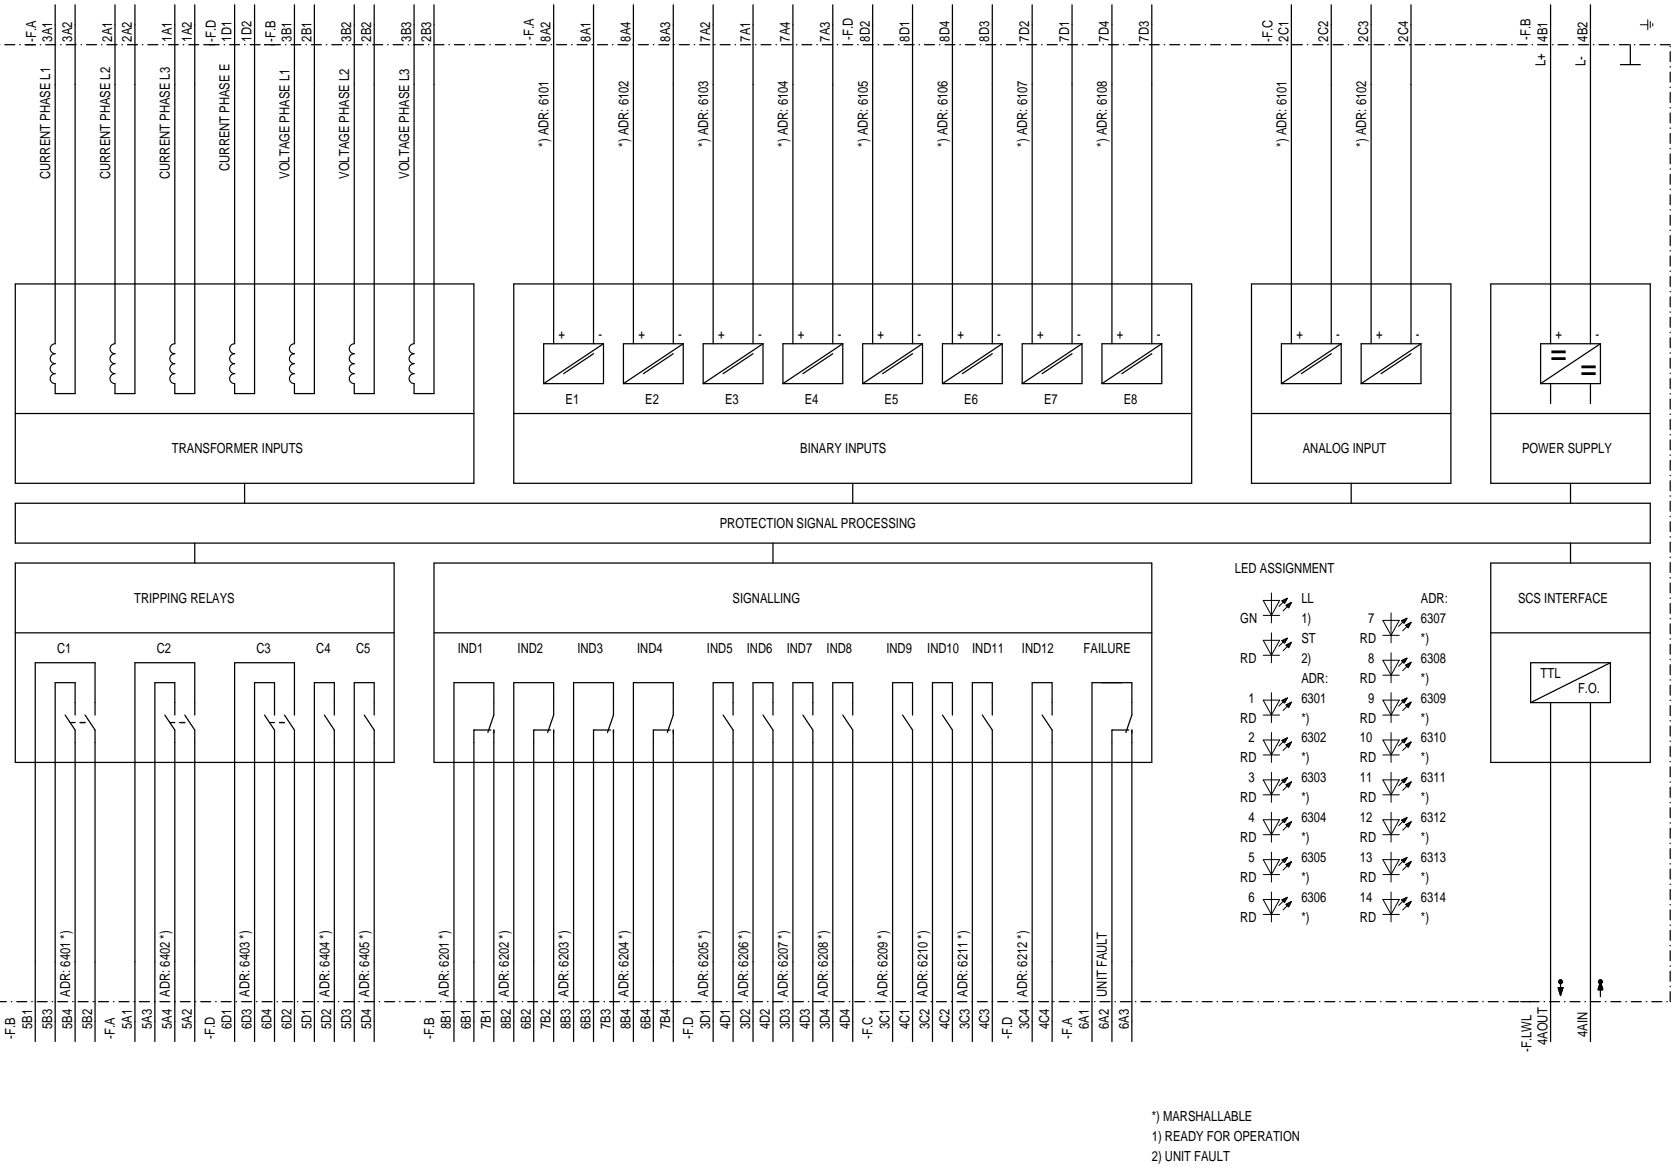 -F.A 3A1 3A2 2A1 2A2 1A1 1A2 -F.D 1D1 1D2 -F.B 3B1 2B1 3B2 2B2 3B3 2B3
-F.A 8A2 8A1 8A4 8A3 7A2 7A1 7A4 7A3 -F.D 8D2 8D1 8D4 8D3 7D2 7D1 7D4 7D3
-F.C 2C1 2C2 2C3 2C4
-F.B 4B1 4B2
L+ L-
CURRENT PHASE L1
CURRENT PHASE L2
CURRENT PHASE L3
CURRENT PHASE E
VOLTAGE PHASE L1
VOLTAGE PHASE L2
VOLTAGE PHASE L3
*) ADR: 6101
*) ADR: 6102
*) ADR: 6103
*) ADR: 6104
*) ADR: 6105
*) ADR: 6106
*) ADR: 6107
*) ADR: 6108
*) ADR: 6101
*) ADR: 6102
+ - + - + - + - + - + - + - + - + - + - + -
E1 E2 E3 E4 E5 E6 E7 E8
TRANSFORMER INPUTS
BINARY INPUTS
ANALOG INPUT
POWER SUPPLY
PROTECTION SIGNAL PROCESSING
TRIPPING RELAYS
C1 C2 C3 C4 C5
SIGNALLING
IND1 IND2 IND3 IND4 IND5 IND6 IND7 IND8 IND9 IND10 IND11 IND12 FAILURE
LED ASSIGNMENT
LL
GN 1)
ST
RD 2)
ADR:
1 6301
RD *)
2 6302
RD *)
3 6303
RD *)
4 6304
RD *)
5 6305
RD *)
6 6306
RD *)
ADR:
7 6307
RD *)
8 6308
RD *)
9 6309
RD *)
10 6310
RD *)
11 6311
RD *)
12 6312
RD *)
13 6313
RD *)
14 6314
RD *)
SCS INTERFACE
TTL
F.O.
ADR: 6401 *)
ADR: 6402 *)
ADR: 6403 *)
ADR: 6404 *)
ADR: 6405 *)
ADR: 6201 *)
ADR: 6202 *)
ADR: 6203 *)
ADR: 6204 *)
ADR: 6205 *)
ADR: 6206 *)
ADR: 6207 *)
ADR: 6208 *)
ADR: 6209 *)
ADR: 6210 *)
ADR: 6211 *)
ADR: 6212 *)
UNIT FAULT
-F.B 5B1 5B3 5B4 5B2 -F.A 5A1 5A3 5A4 5A2 -F.D 6D1 6D3 6D4 6D2 5D1 5D2 5D3 5D4
-F.B 8B1 6B1 7B1 8B2 6B2 7B2 8B3 6B3 7B3 8B4 6B4 7B4 -F.D 3D1 4D1 3D2 4D2 3D3 4D3 3D4 4D4 -F.C 3C1 4C1 3C2 4C2 3C3 4C3 -F.D 3C4 4C4 -F.A 6A1 6A2 6A3
-F.LWL 4AOUT 4AIN
*) MARSHALLABLE
1) READY FOR OPERATION
2) UNIT FAULT